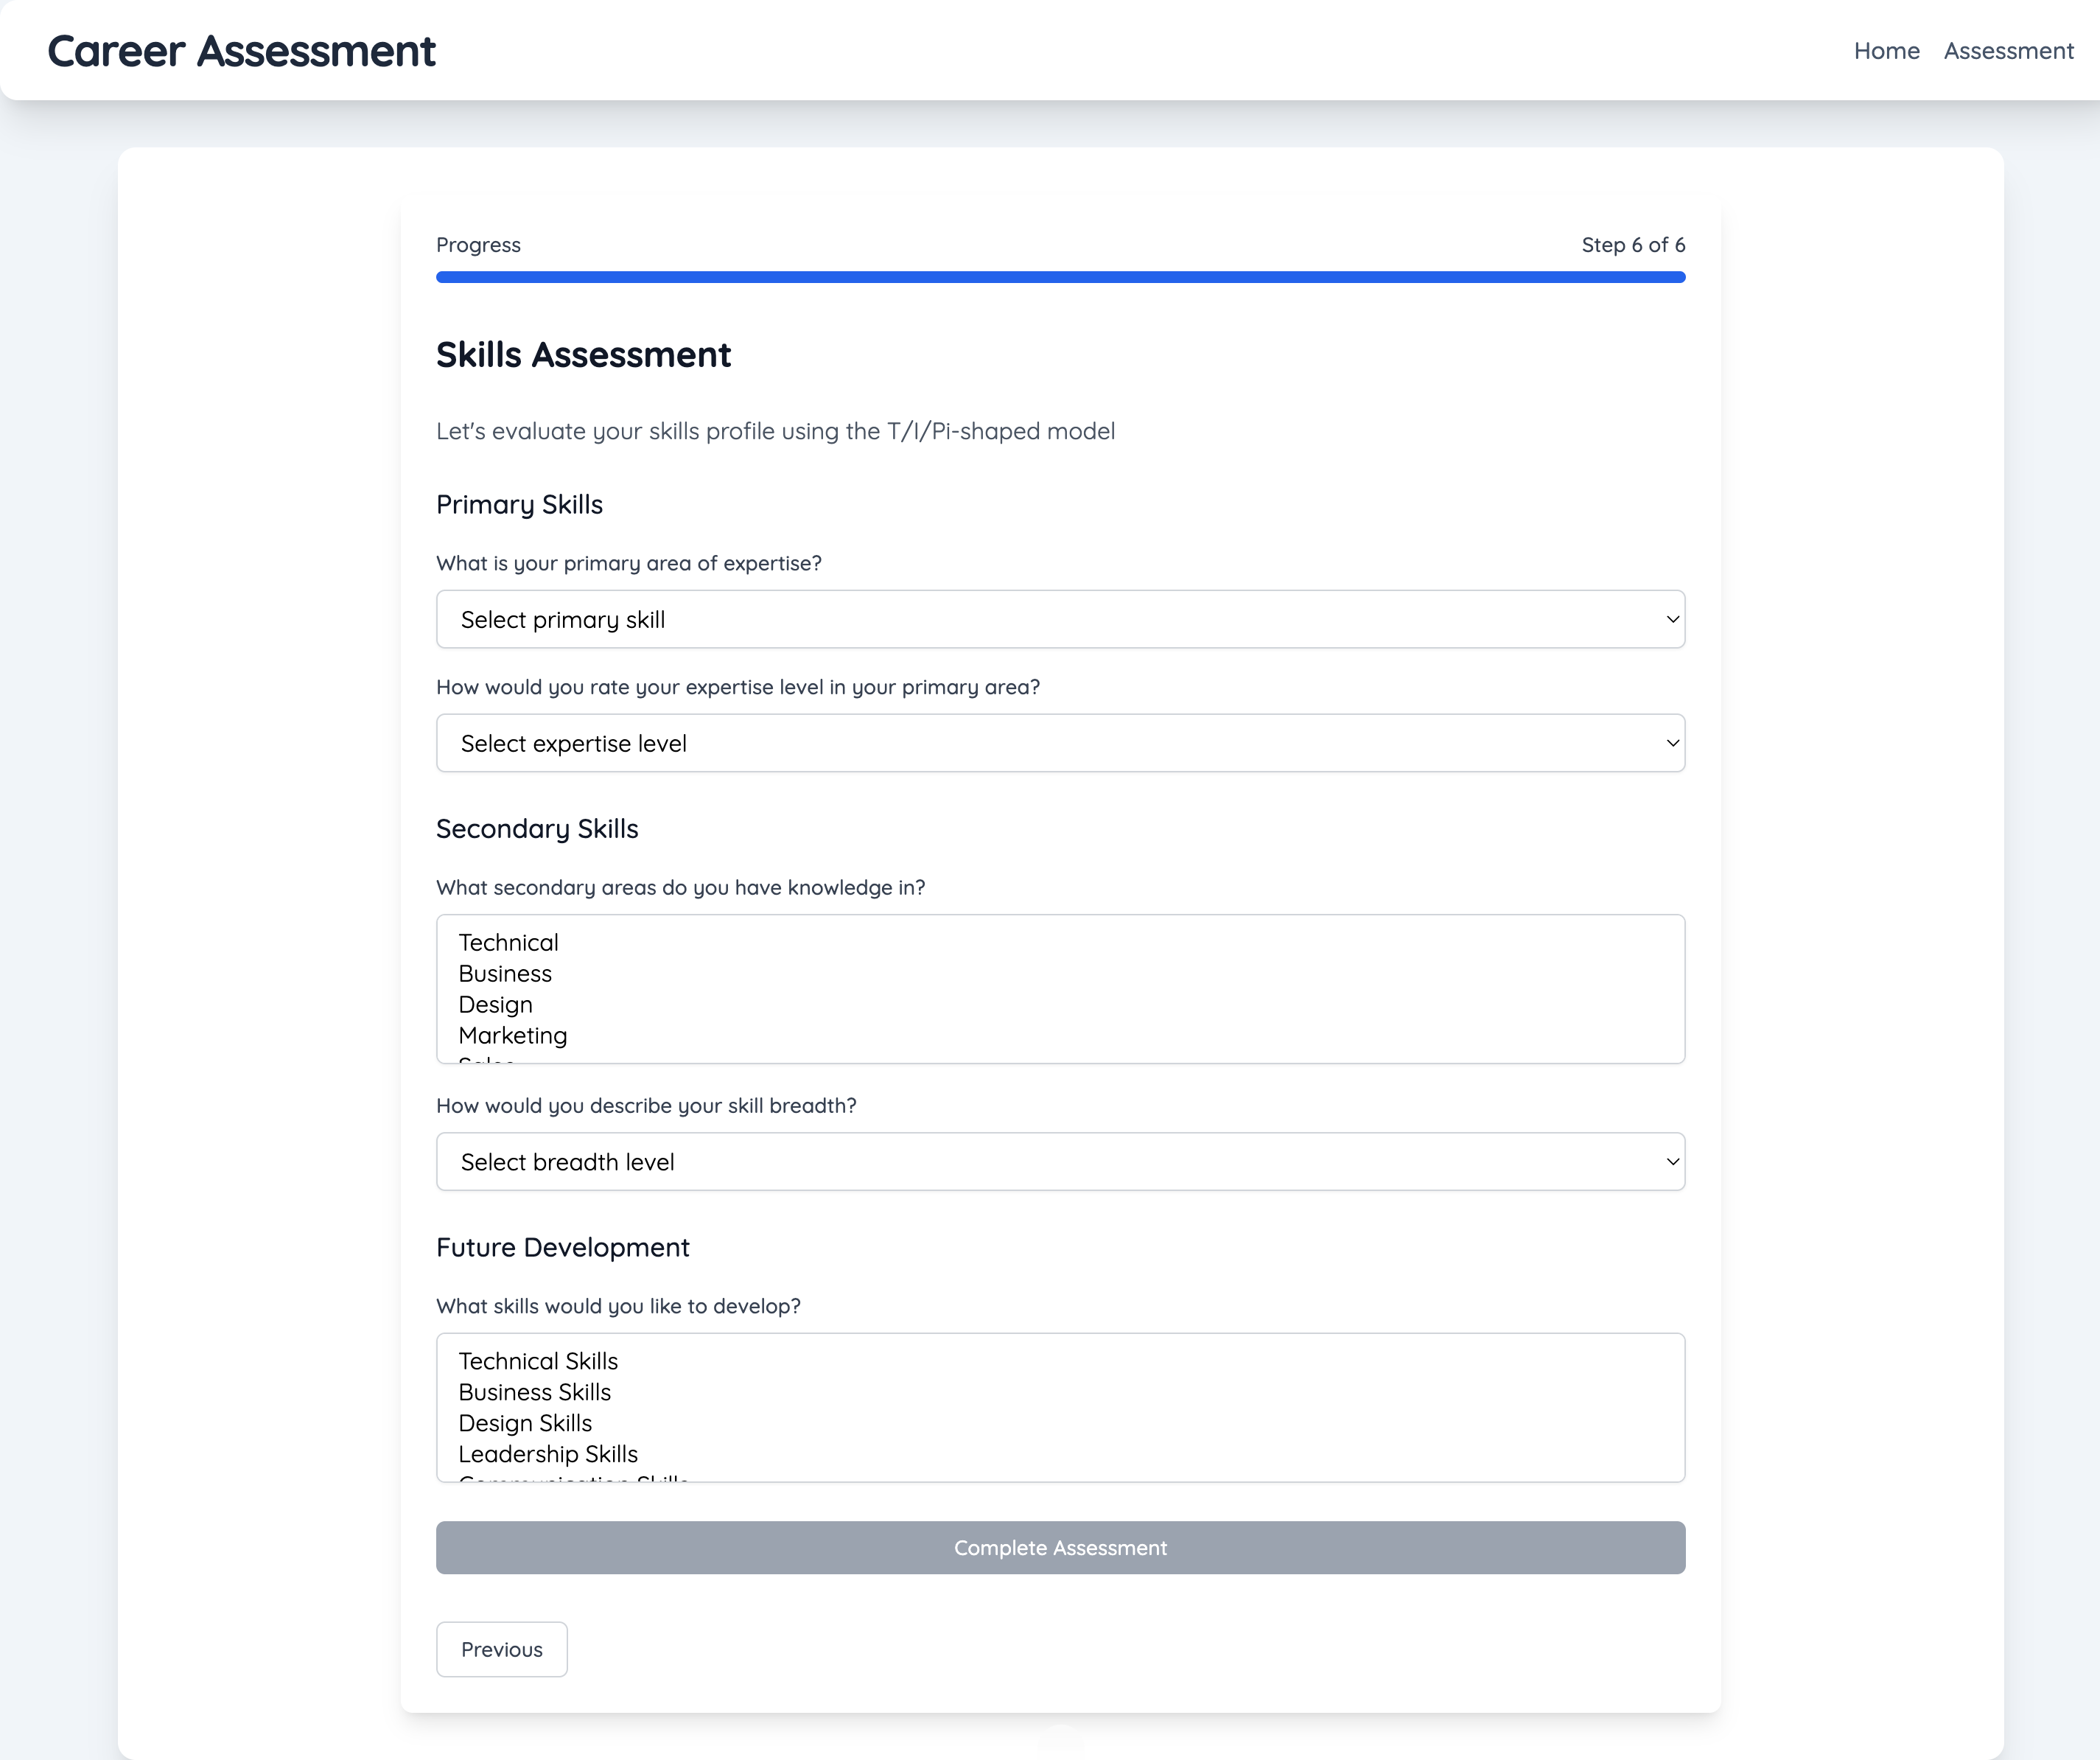 Career Assessment
Home
Assessment
Progress
Step 6 of 6
Skills Assessment
Let's evaluate your skills profile using the T/I/Pi-shaped model
Primary Skills
What is your primary area of expertise?
Select primary skill
How would you rate your expertise level in your primary area?
Select expertise level
Secondary Skills
What secondary areas do you have knowledge in?
Technical
Business
Design
Marketing
Sales
How would you describe your skill breadth?
Select breadth level
Future Development
What skills would you like to develop?
Technical Skills
Business Skills
Design Skills
Leadership Skills
Communication Skills
Complete Assessment
Previous